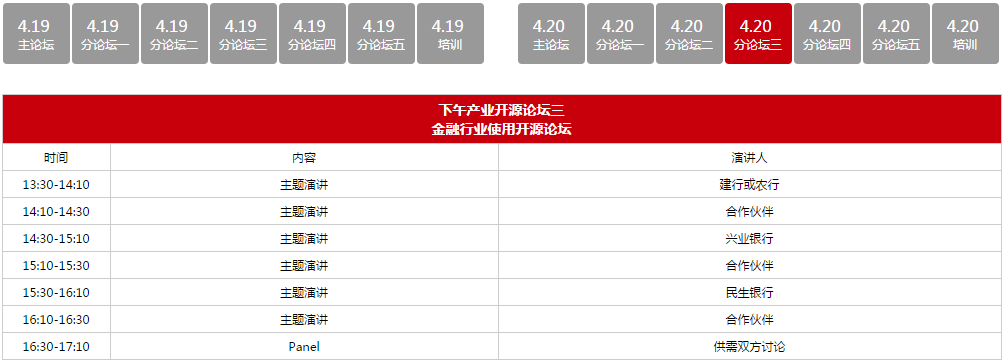 4.19 4.19 4.19 4.19 4.19 4.19 4.19 4.20 4.20 4.20 4.20 4.20 4.20 4.20
主论坛 分论坛一 分论坛二 分论坛三 分论坛四 分论坛五 培训 主论坛 分论坛一 分论坛二 分论坛三 分论坛四 分论坛五 培训
下午产业开源论坛三
金融行业使用开源论坛
时间 内容 演讲人
13:30-14:10 主题演讲 建行或农行
14:10-14:30 主题演讲 合作伙伴
14:30-15:10 主题演讲 兴业银行
15:10-15:30 主题演讲 合作伙伴
15:30-16:10 主题演讲 民生银行
16:10-16:30 主题演讲 合作伙伴
16:30-17:10 Panel 供需双方讨论